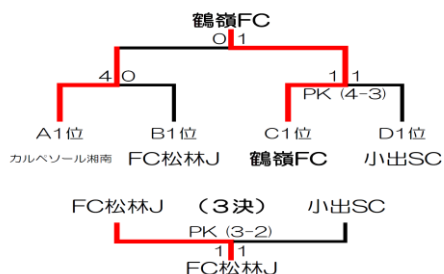 鶴嶺FC
0 1
4 0 1 1
PK (4-3)
A1位 B1位 C1位 D1位
カルペソール湘南 FC松林J 鶴嶺FC 小出SC
FC松林J (3決) 小出SC
PK (3-2)
1 1
FC松林J